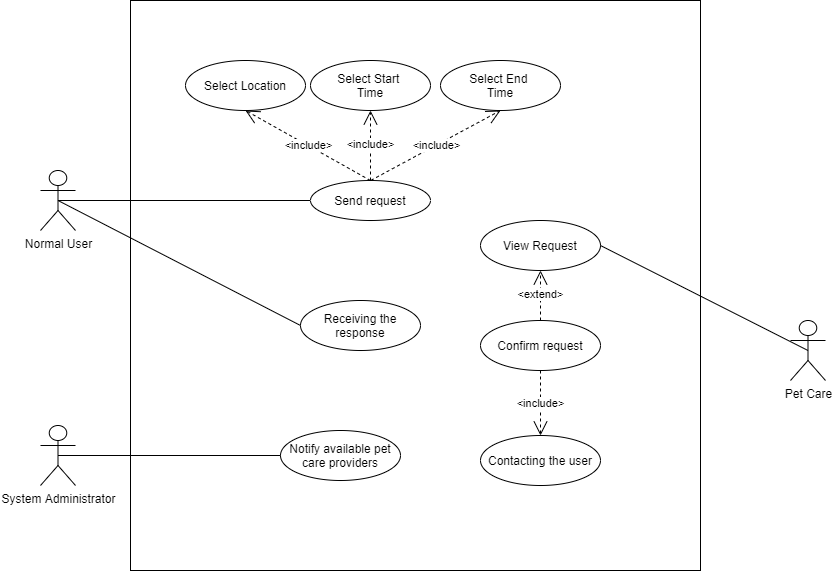 Select Location
Select Start
Time
Select End
Time
<include>
<include>
<include>
Send request
Normal User
View Request
<extend>
Receiving the
response
Confirm request
Pet Care
<include>
Notify available pet
care providers
Contacting the user
System Administrator